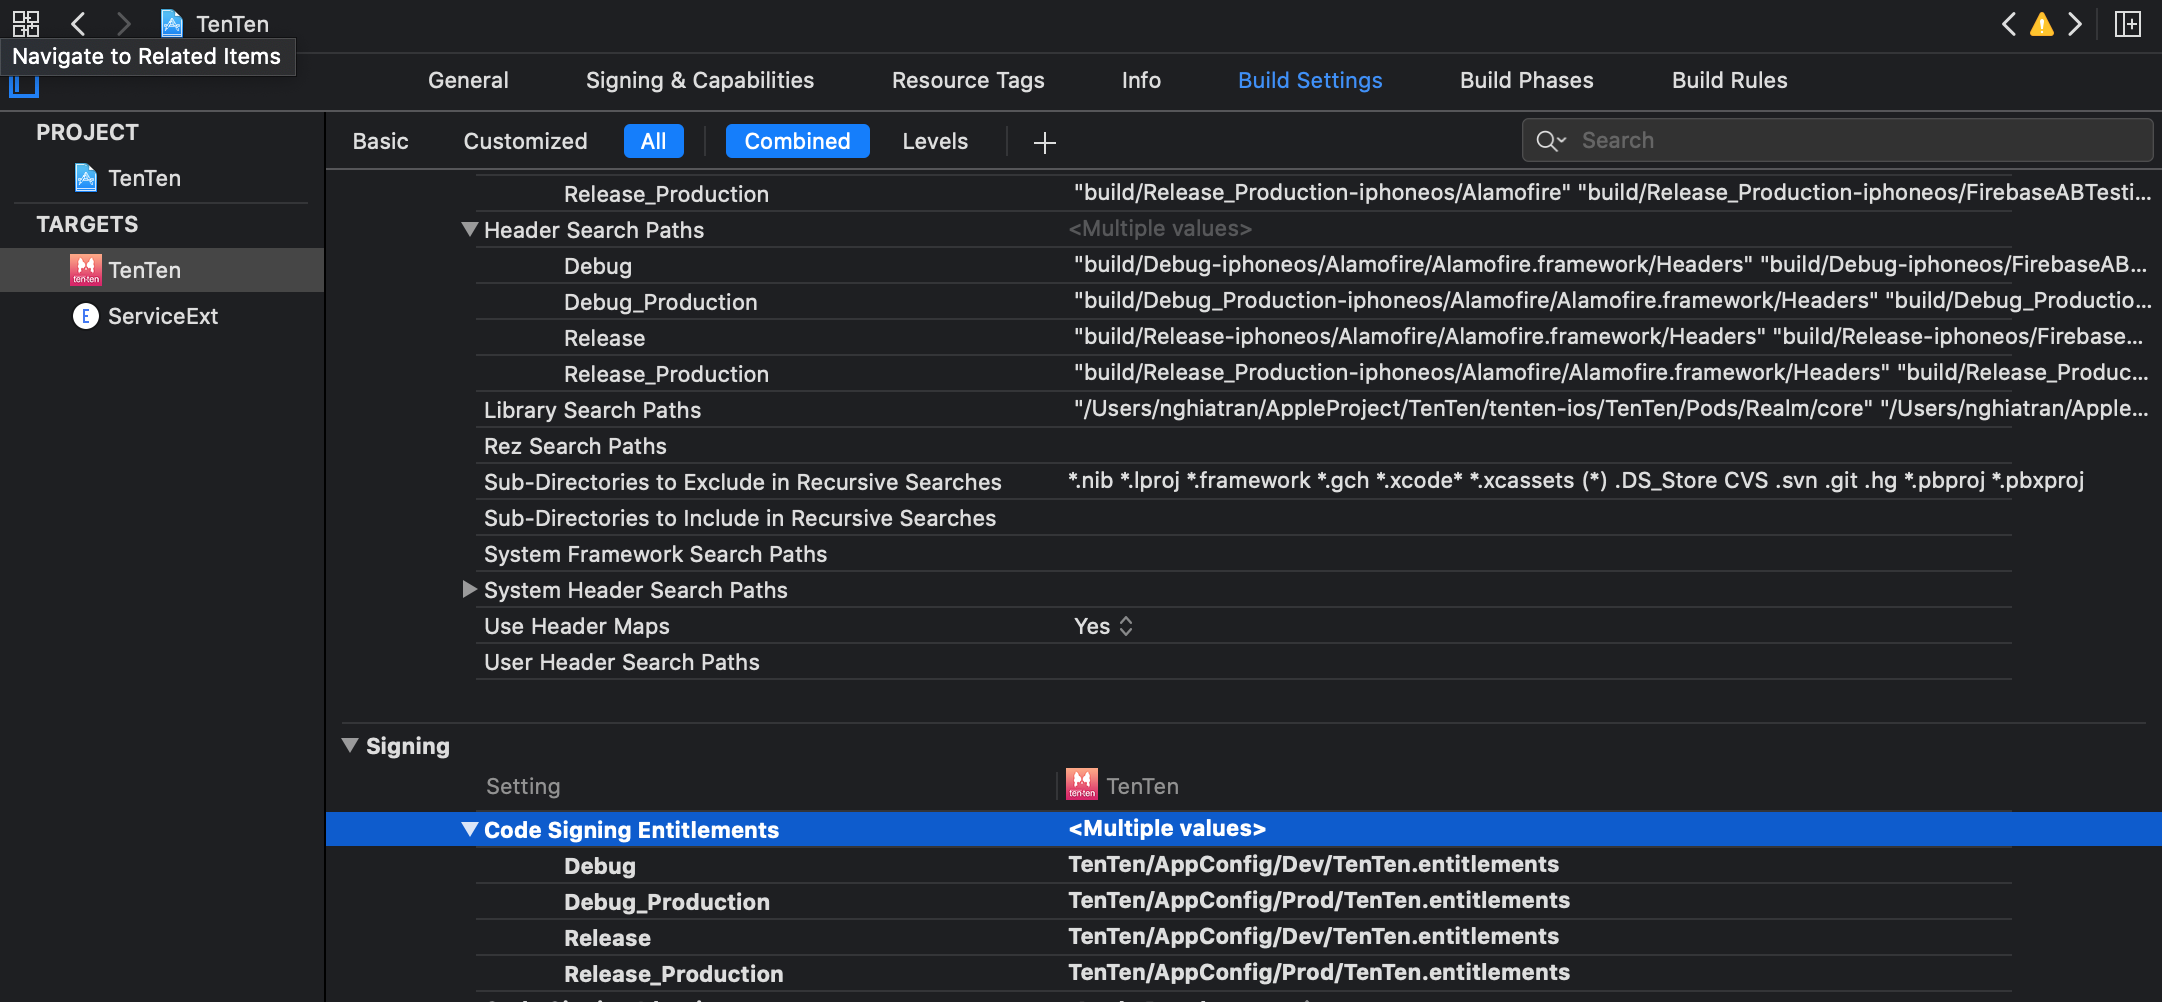 TenTen
Navigate to Related Items
General Signing & Capabilities Resource Tags Info Build Settings Build Phases Build Rules
PROJECT
TenTen
TARGETS
TenTen
ServiceExt
Basic Customized All Combined Levels Search
Release_Production "build/Release_Production-iphoneos/Alamofire" "build/Release_Production-iphoneos/FirebaseABTesti...
Header Search Paths <Multiple values>
Debug "build/Debug-iphoneos/Alamofire/Alamofire.framework/Headers" "build/Debug-iphoneos/FirebaseAB...
Debug_Production "build/Debug_Production-iphoneos/Alamofire/Alamofire.framework/Headers" "build/Debug_Productio...
Release "build/Release-iphoneos/Alamofire/Alamofire.framework/Headers" "build/Release-iphoneos/Firebase...
Release_Production "build/Release_Production-iphoneos/Alamofire/Alamofire.framework/Headers" "build/Release_Produc...
Library Search Paths "/Users/nghiatran/AppleProject/TenTen/tenten-ios/TenTen/Pods/Realm/core" "/Users/nghiatran/Apple...
Rez Search Paths
Sub-Directories to Exclude in Recursive Searches *.nib *.lproj *.framework *.gch *.xcode* *.xcassets (*) .DS_Store CVS .svn .git .hg *.pbproj *.pbxproj
Sub-Directories to Include in Recursive Searches
System Framework Search Paths
System Header Search Paths
Use Header Maps Yes
User Header Search Paths
Signing
Setting TenTen
Code Signing Entitlements <Multiple values>
Debug TenTen/AppConfig/Dev/TenTen.entitlements
Debug_Production TenTen/AppConfig/Prod/TenTen.entitlements
Release TenTen/AppConfig/Dev/TenTen.entitlements
Release_Production TenTen/AppConfig/Prod/TenTen.entitlements